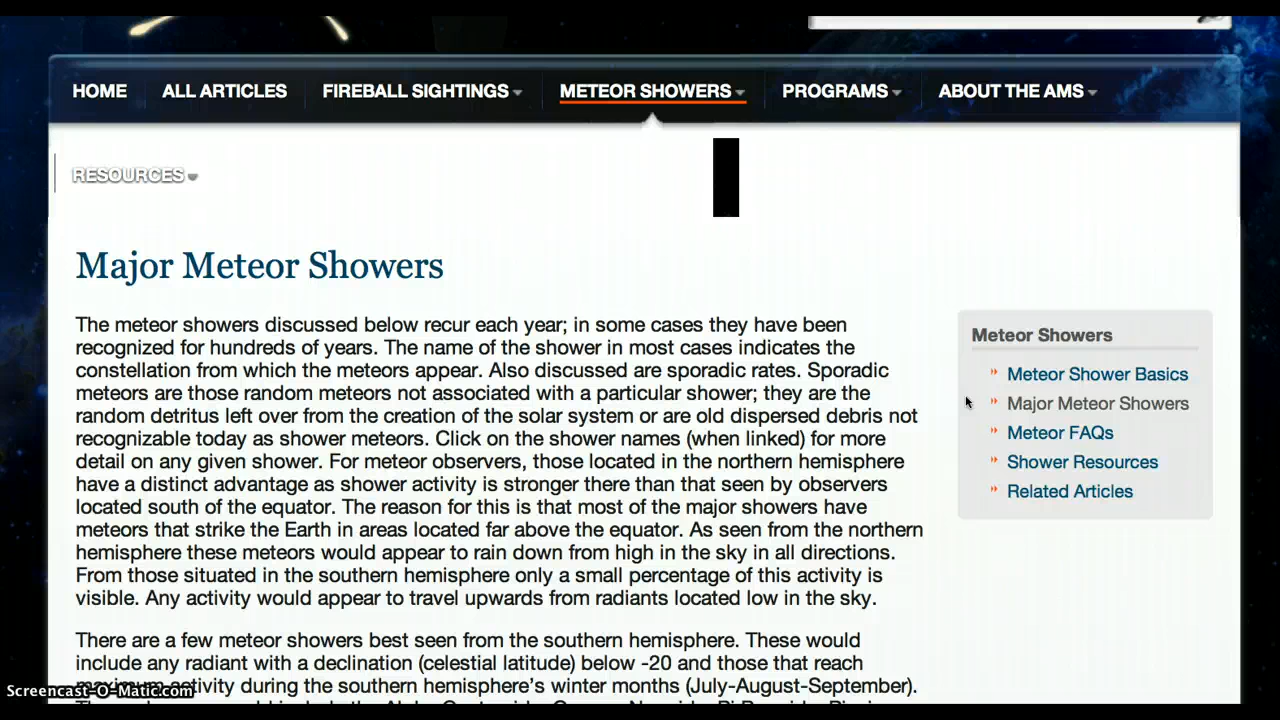 HOME ALL ARTICLES FIREBALL SIGHTINGS METEOR SHOWERS PROGRAMS ABOUT THE AMS
RESOURCES
Major Meteor Showers
The meteor showers discussed below recur each year; in some cases they have been
recognized for hundreds of years. The name of the shower in most cases indicates the
constellation from which the meteors appear. Also discussed are sporadic rates. Sporadic
meteors are those random meteors not associated with a particular shower; they are the
random detritus left over from the creation of the solar system or are old dispersed debris not
recognizable today as shower meteors. Click on the shower names (when linked) for more
detail on any given shower. For meteor observers, those located in the northern hemisphere
have a distinct advantage as shower activity is stronger there than that seen by observers
located south of the equator. The reason for this is that most of the major showers have
meteors that strike the Earth in areas located far above the equator. As seen from the northern
hemisphere these meteors would appear to rain down from high in the sky in all directions.
From those situated in the southern hemisphere only a small percentage of this activity is
visible. Any activity would appear to travel upwards from radiants located low in the sky.
There are a few meteor showers best seen from the southern hemisphere. These would
include any radiant with a declination (celestial latitude) below -20 and those that reach
maximum activity during the southern hemisphere's winter months (July-August-September).
Meteor Showers
Meteor Shower Basics
Major Meteor Showers
Meteor FAQs
Shower Resources
Related Articles
Screencast-O-Matic.com